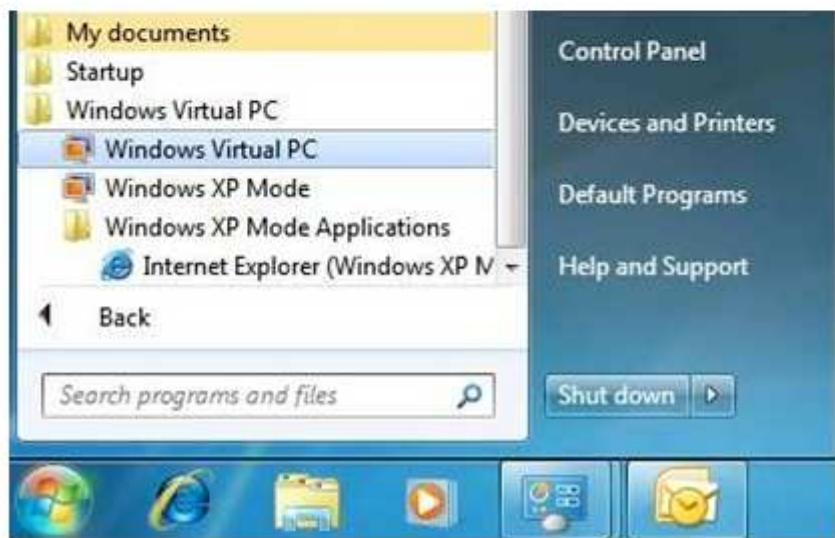 My documents
Startup
Windows Virtual PC
Windows Virtual PC
Windows XP Mode
Windows XP Mode Applications
Internet Explorer (Windows XP M
Back
Search programs and files
Control Panel
Devices and Printers
Default Programs
Help and Support
Shut down